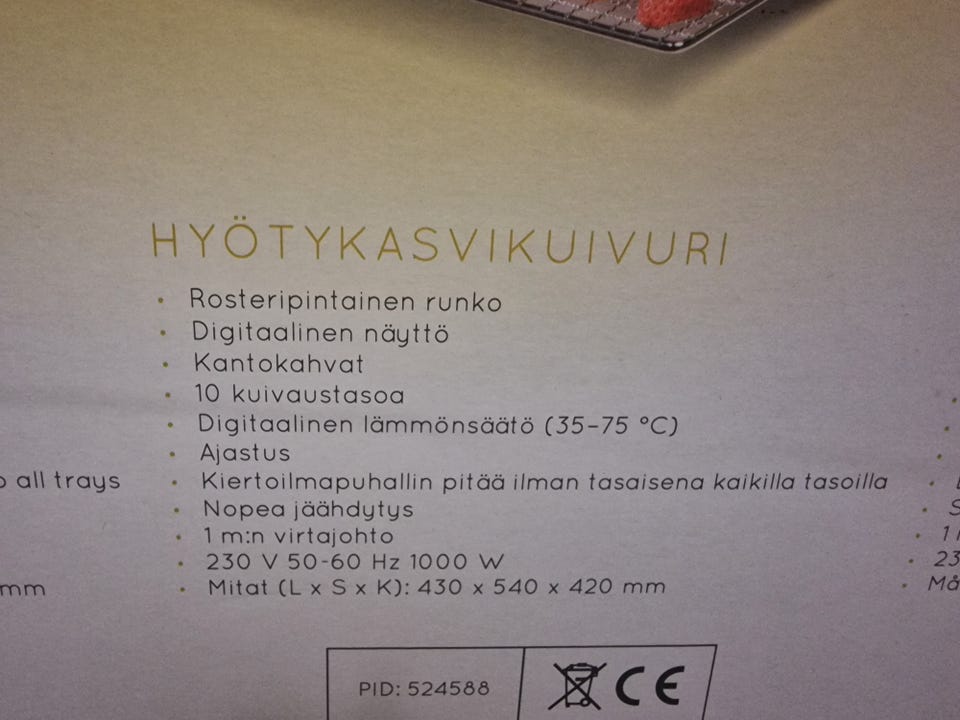 HYÖTYKASVIKUIVURI
• Rosteripintainen runko
• Digitaalinen näyttö
• Kantokahvat
• 10 kuivaustasoa
• Digitaalinen lämmönsäätö (35–75 °C)
• Ajastus
• Kiertoilmapuhallin pitää ilman tasaisena kaikilla tasoilla
• Nopea jäähdytys
• 1 m:n virtajohto
• 230 V 50-60 Hz 1000 W
• Mitat (L x S x K): 430 x 540 x 420 mm
all trays
mm
PID: 524588
CE